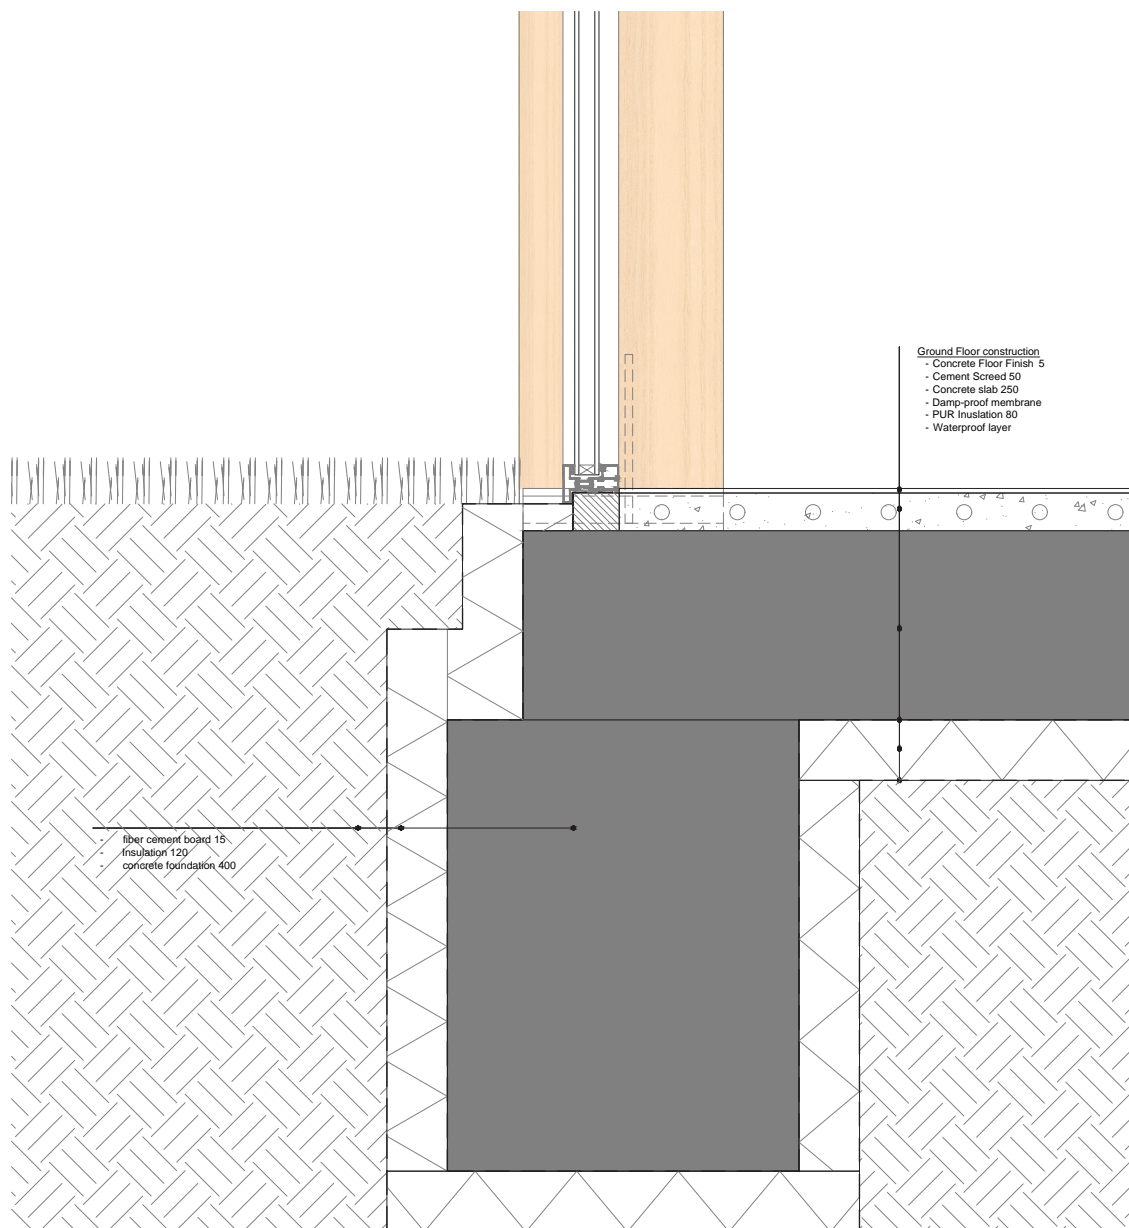 Ground Floor construction
- Concrete Floor Finish 5
- Cement Screed 50
- Concrete slab 250
- Damp-proof membrane
- PUR Inuslation 80
- Waterproof layer
- fiber cement board 15
- Insulation 120
- concrete foundation 400